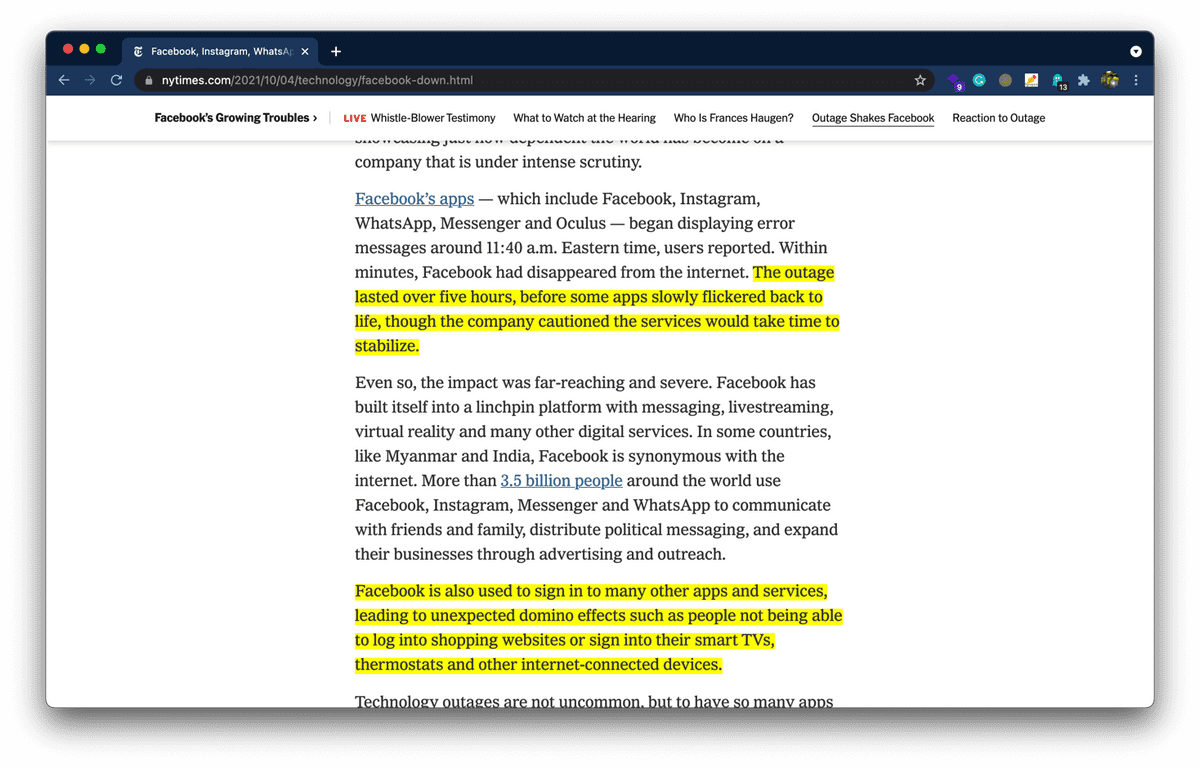 Facebook, Instagram, WhatsAp
nytimes.com/2021/10/04/technology/facebook-down.html
9
13
Facebook’s Growing Troubles ›
LIVE Whistle-Blower Testimony
What to Watch at the Hearing
Who Is Frances Haugen?
Outage Shakes Facebook
Reaction to Outage
showcasing just how dependent the world has become on a
company that is under intense scrutiny.
Facebook’s apps — which include Facebook, Instagram,
WhatsApp, Messenger and Oculus — began displaying error
messages around 11:40 a.m. Eastern time, users reported. Within
minutes, Facebook had disappeared from the internet. The outage
lasted over five hours, before some apps slowly flickered back to
life, though the company cautioned the services would take time to
stabilize.
Even so, the impact was far-reaching and severe. Facebook has
built itself into a linchpin platform with messaging, livestreaming,
virtual reality and many other digital services. In some countries,
like Myanmar and India, Facebook is synonymous with the
internet. More than 3.5 billion people around the world use
Facebook, Instagram, Messenger and WhatsApp to communicate
with friends and family, distribute political messaging, and expand
their businesses through advertising and outreach.
Facebook is also used to sign in to many other apps and services,
leading to unexpected domino effects such as people not being able
to log into shopping websites or sign into their smart TVs,
thermostats and other internet-connected devices.
Technology outages are not uncommon, but to have so many apps